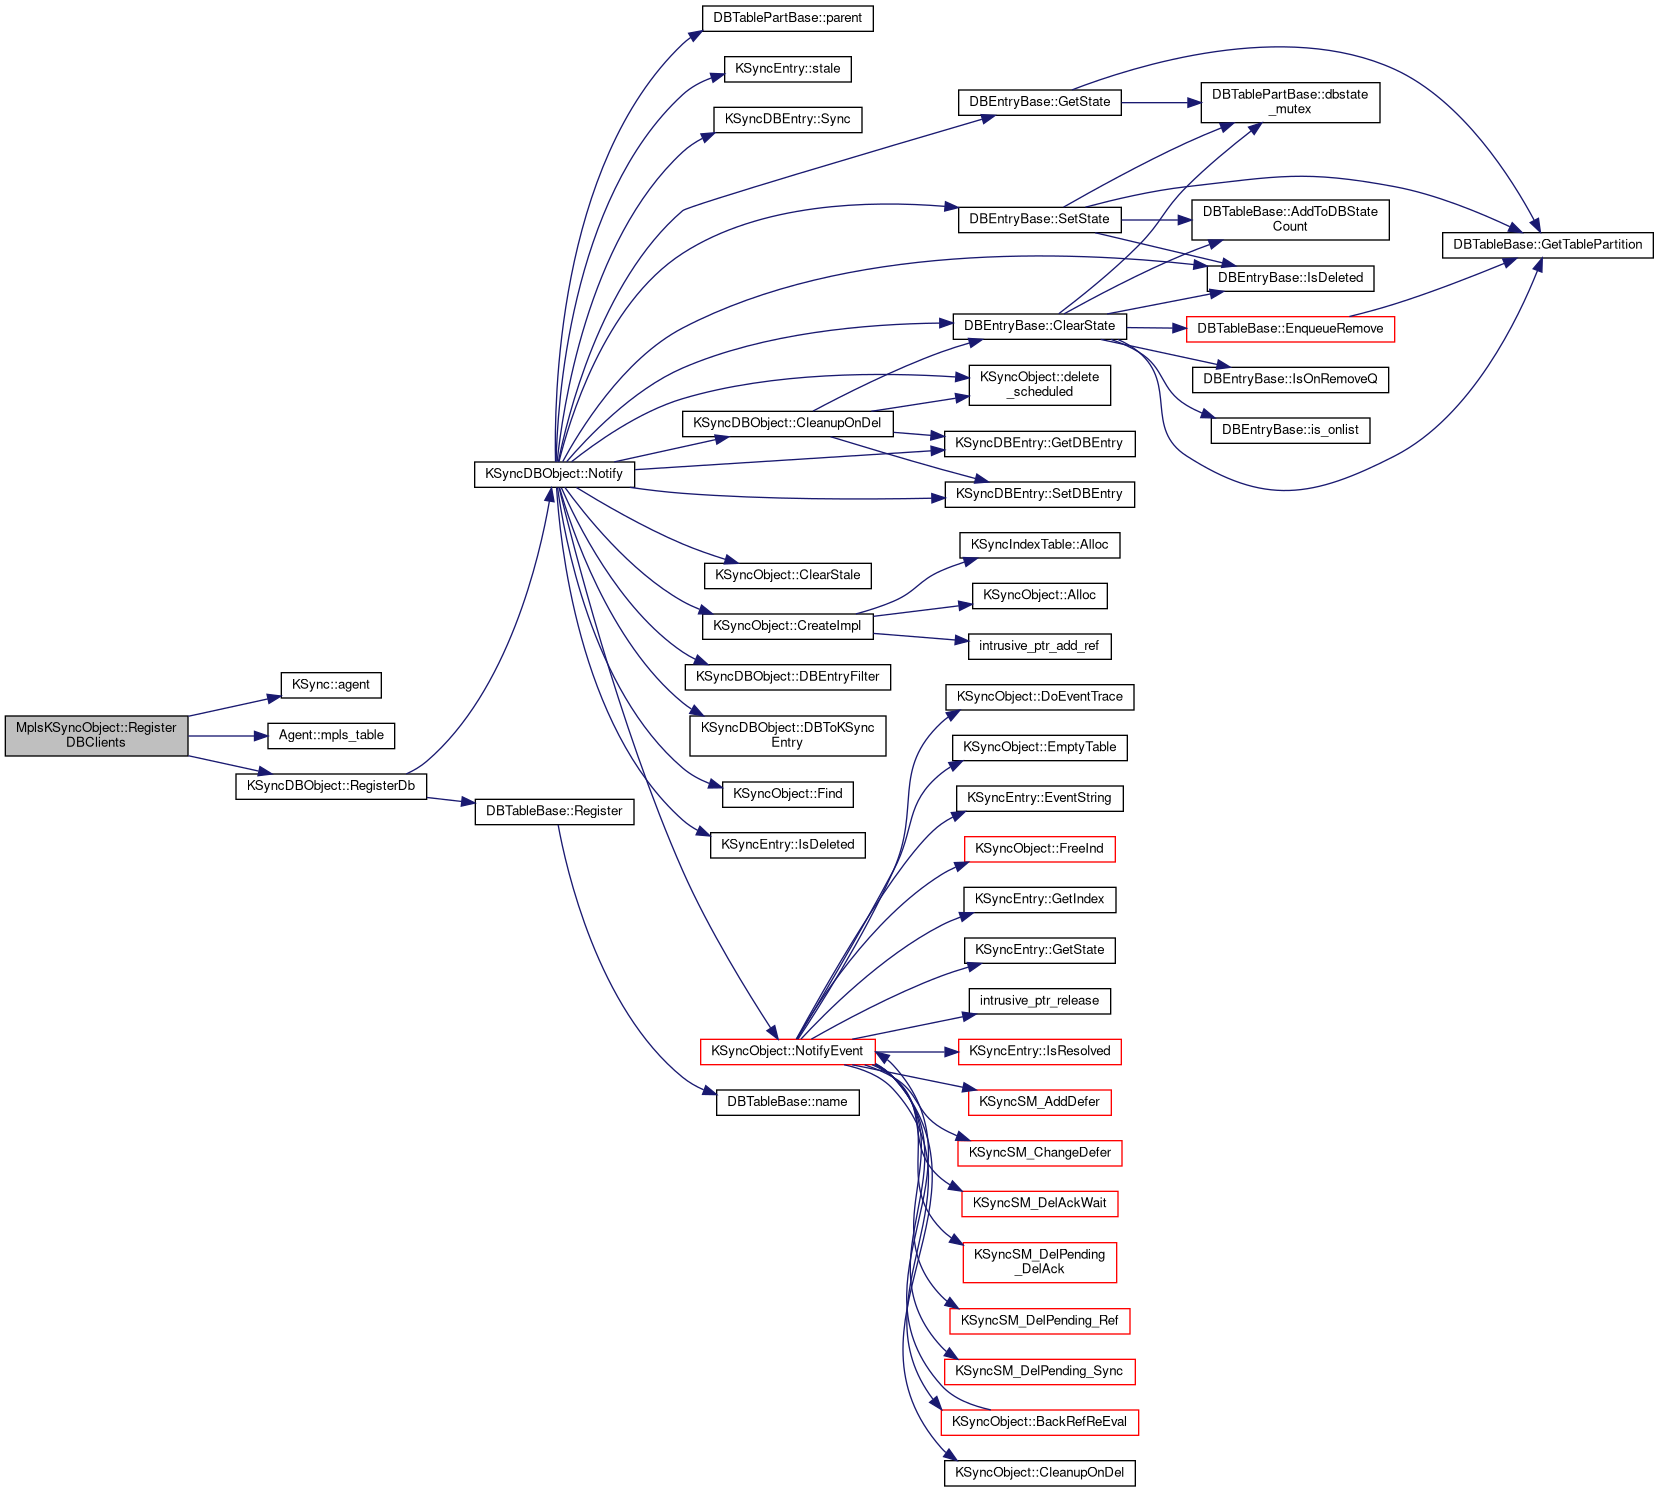 DBTablePartBase::parent
KSyncEntry::stale
KSyncDBEntry::Sync
DBEntryBase::GetState
DBTablePartBase::dbstate
_mutex
DBEntryBase::SetState
DBTableBase::AddToDBState
Count
DBTableBase::GetTablePartition
DBEntryBase::IsDeleted
DBEntryBase::ClearState
DBTableBase::EnqueueRemove
KSyncObject::delete
_scheduled
DBEntryBase::IsOnRemoveQ
KSyncDBObject::CleanupOnDel
DBEntryBase::is_onlist
KSyncDBEntry::GetDBEntry
KSyncDBObject::Notify
KSyncDBEntry::SetDBEntry
KSyncIndexTable::Alloc
KSyncObject::ClearStale
KSyncObject::Alloc
KSyncObject::CreateImpl
intrusive_ptr_add_ref
KSyncDBObject::DBEntryFilter
KSync::agent
KSyncObject::DoEventTrace
MplsKSyncObject::Register
DBClients
Agent::mpls_table
KSyncDBObject::DBToKSync
Entry
KSyncObject::EmptyTable
KSyncDBObject::RegisterDb
KSyncObject::Find
KSyncEntry::EventString
DBTableBase::Register
KSyncEntry::IsDeleted
KSyncObject::FreeInd
KSyncEntry::GetIndex
KSyncEntry::GetState
intrusive_ptr_release
KSyncObject::NotifyEvent
KSyncEntry::IsResolved
DBTableBase::name
KSyncSM_AddDefer
KSyncSM_ChangeDefer
KSyncSM_DelAckWait
KSyncSM_DelPending
_DelAck
KSyncSM_DelPending_Ref
KSyncSM_DelPending_Sync
KSyncObject::BackRefReEval
KSyncObject::CleanupOnDel